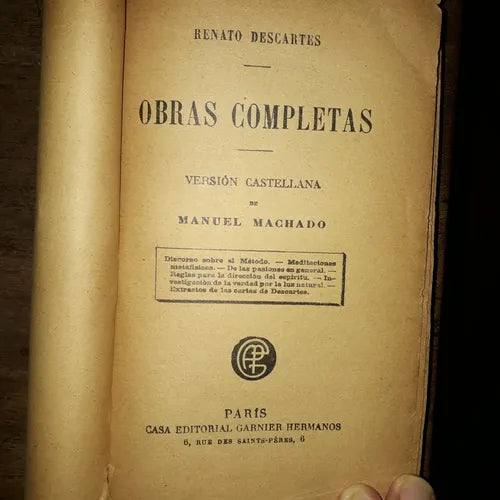 RENATO DESCARTES
OBRAS COMPLETAS
VERSIÓN CASTELLANA
DE
MANUEL MACHADO
Discurso sobre el Método. — Meditaciones
metafísicas. — De las pasiones en general. —
Reglas para la dirección del espíritu. — In-
vestigación de la verdad por la luz natural. —
Extractos de las cartas de Descartes.
PARÍS
CASA EDITORIAL GARNIER HERMANOS
6, RUE DES SAINTS-PÈRES, 6